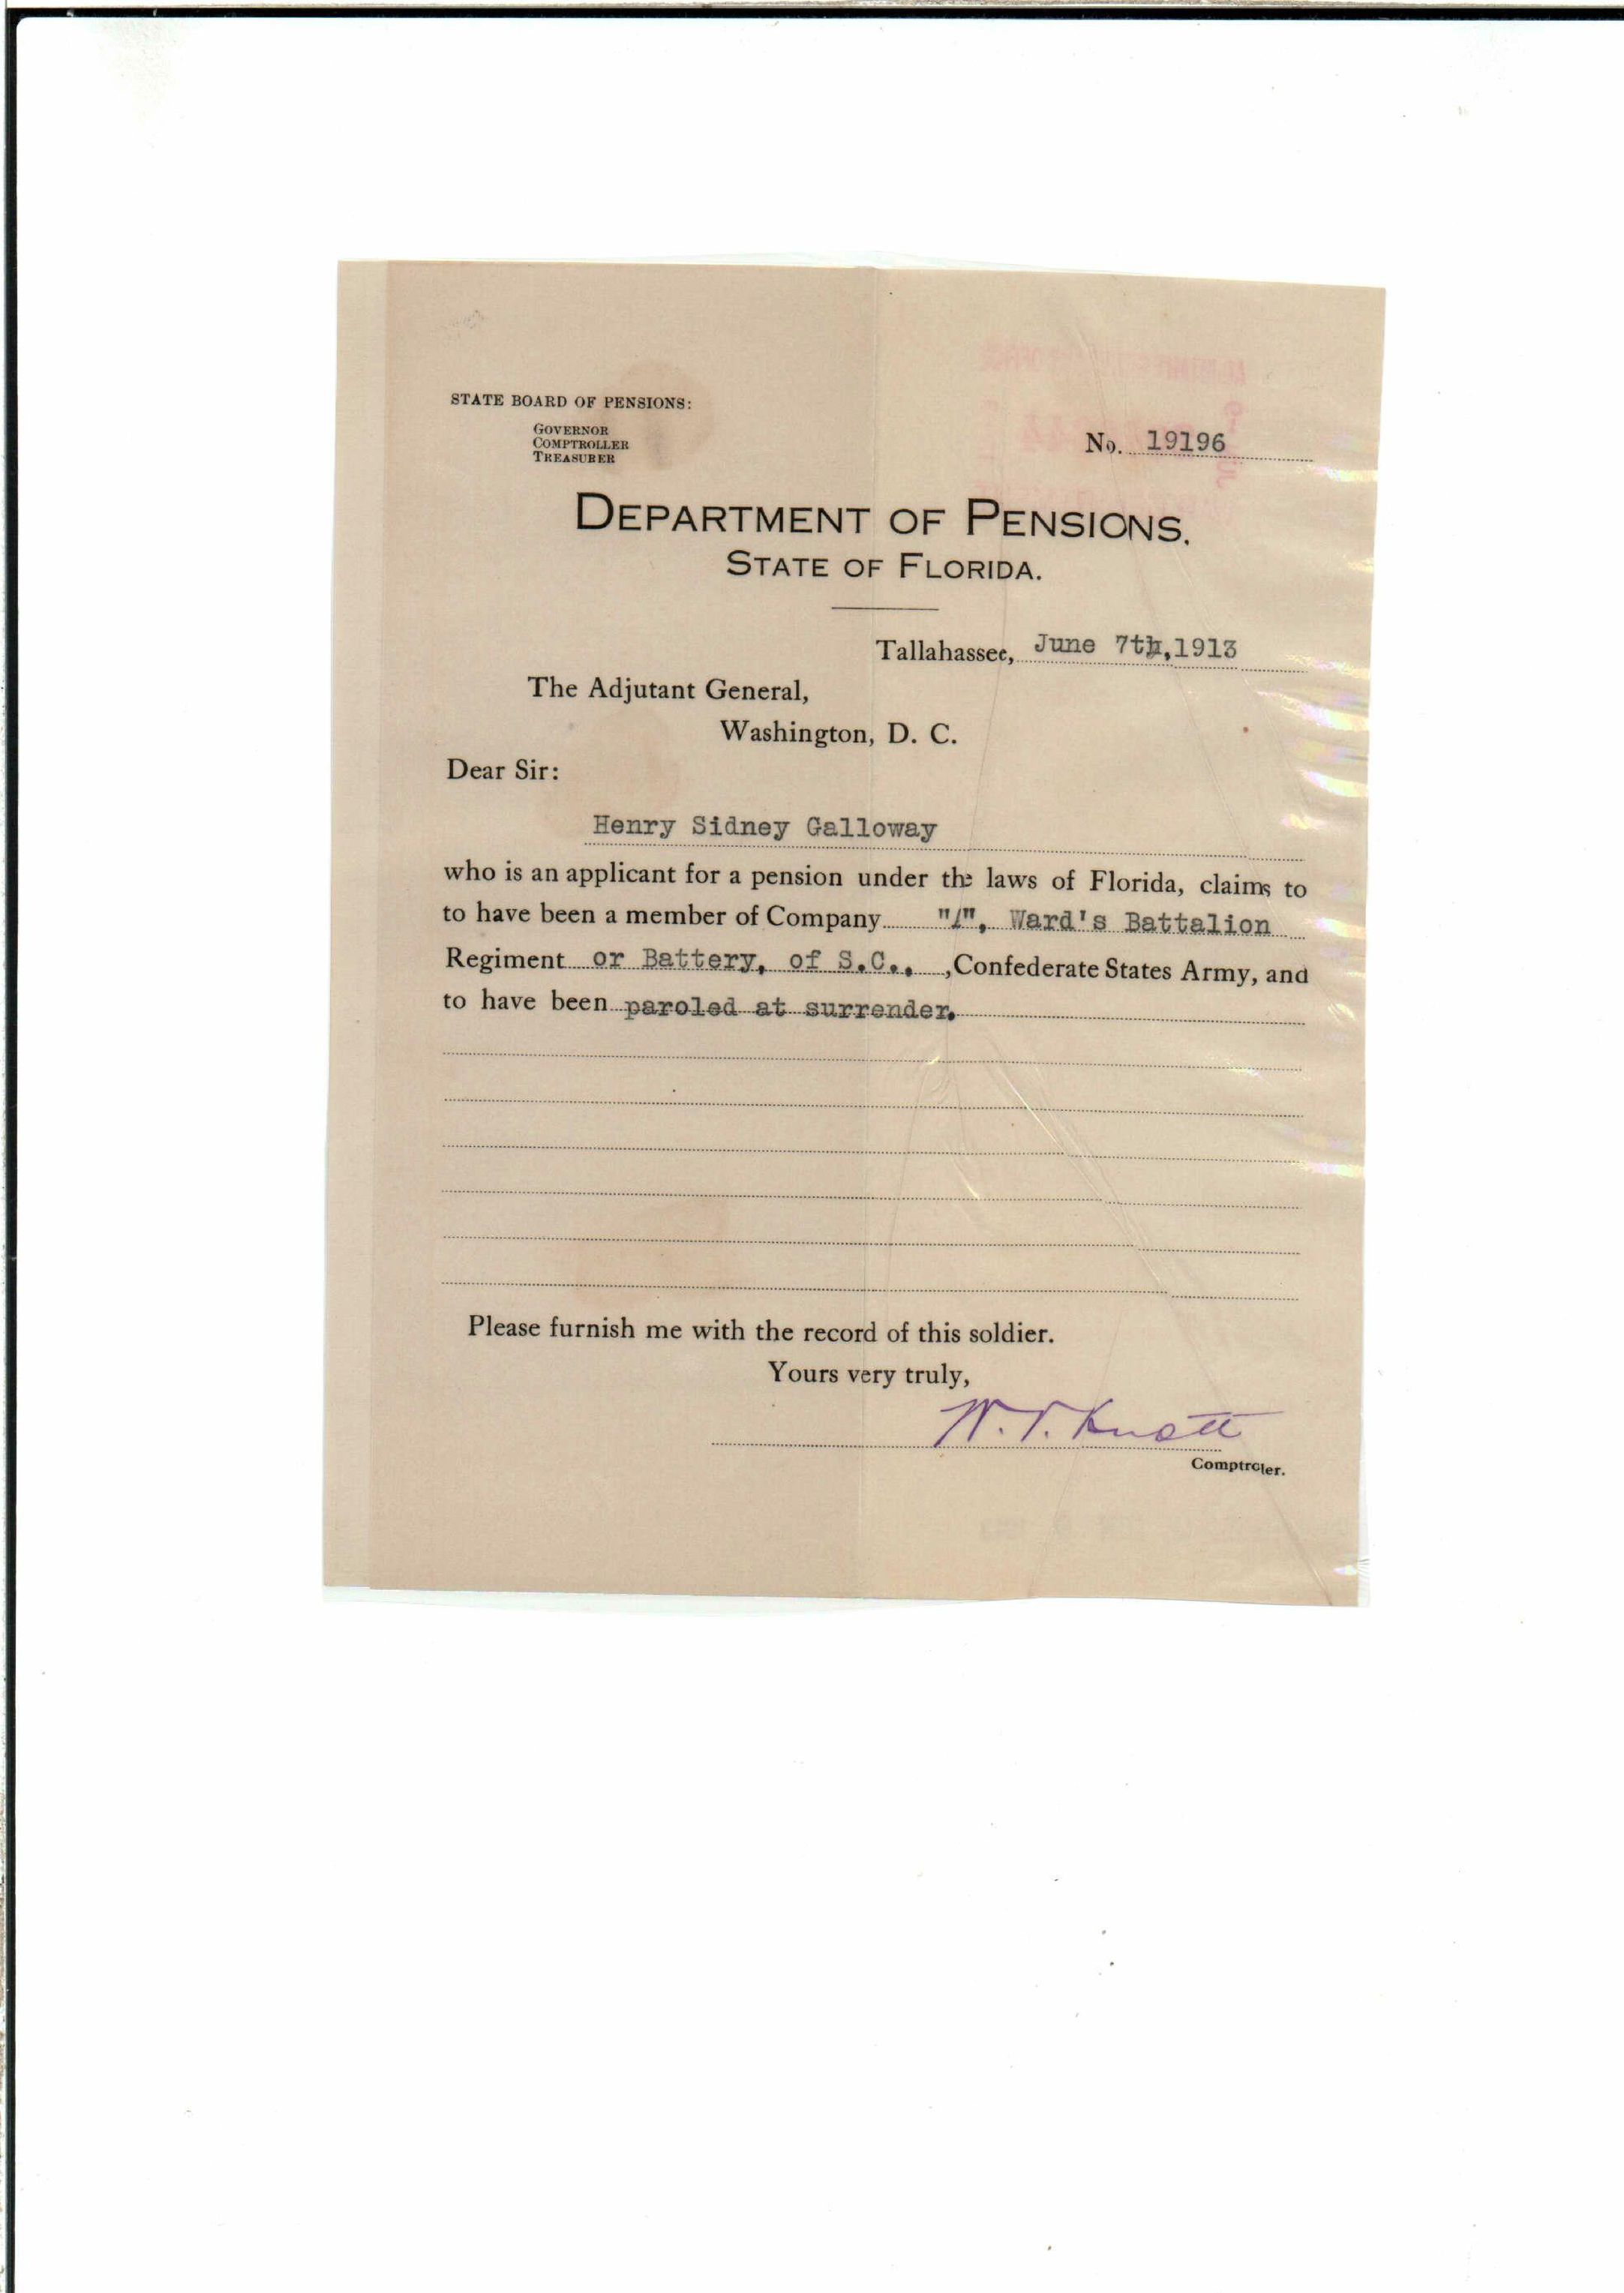 STATE BOARD OF PENSIONS:
GOVERNOR
COMPTROLLER
TREASURER
No. 19196
DEPARTMENT OF PENSIONS.
STATE OF FLORIDA.
Tallahassee, June 7th,1913
The Adjutant General,
Washington, D. C.
Dear Sir:
Henry Sidney Galloway
who is an applicant for a pension under the laws of Florida, claims to
to have been a member of Company , Ward's Battalion
Regiment or Battery, of S.C., ,Confederate States Army, and
to have been paroled at surrender.
Please furnish me with the record of this soldier.
Yours very truly,
W. V. Knott
Comptroller.